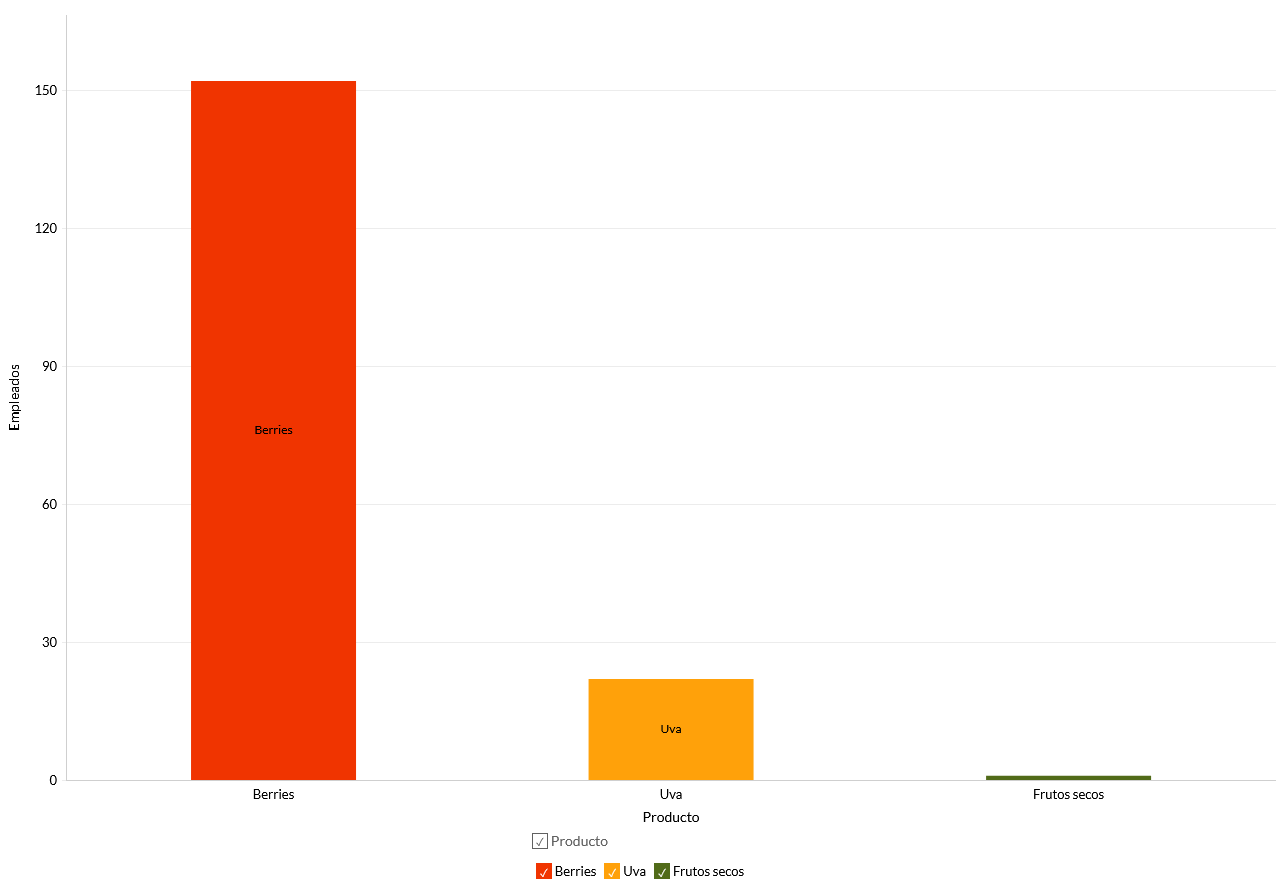 150
120
90
60
30
0
Empleados
Berries
Uva
Berries Uva Frutos secos
Producto
✓ Producto
✓ Berries ✓ Uva ✓ Frutos secos